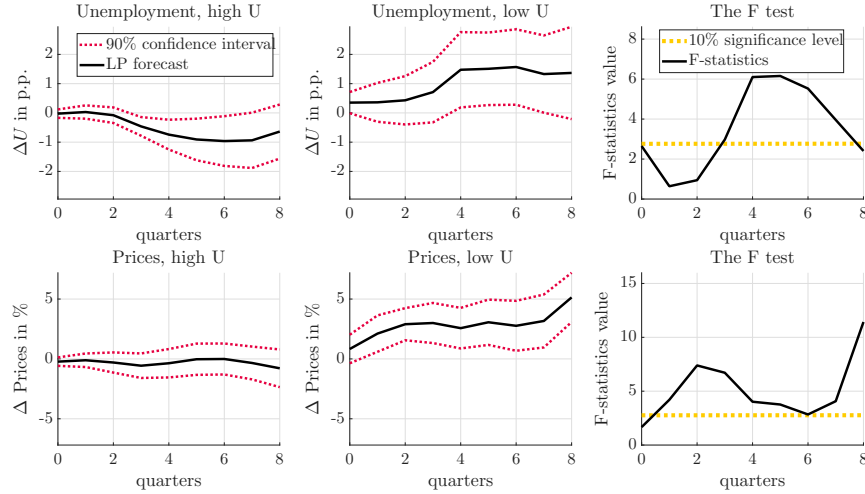 Unemployment, high U
90% confidence interval
LP forecast
ΔU in p.p.
2
1
0
-1
-2
0 2 4 6 8
quarters
Unemployment, low U
ΔU in p.p.
2
1
0
-1
-2
0 2 4 6 8
quarters
The F test
10% significance level
F-statistics
F-statistics value
8
6
4
2
0
0 2 4 6 8
quarters
Prices, high U
Δ Prices in %
5
0
-5
0 2 4 6 8
quarters
Prices, low U
Δ Prices in %
5
0
-5
0 2 4 6 8
quarters
The F test
F-statistics value
15
10
5
0
0 2 4 6 8
quarters